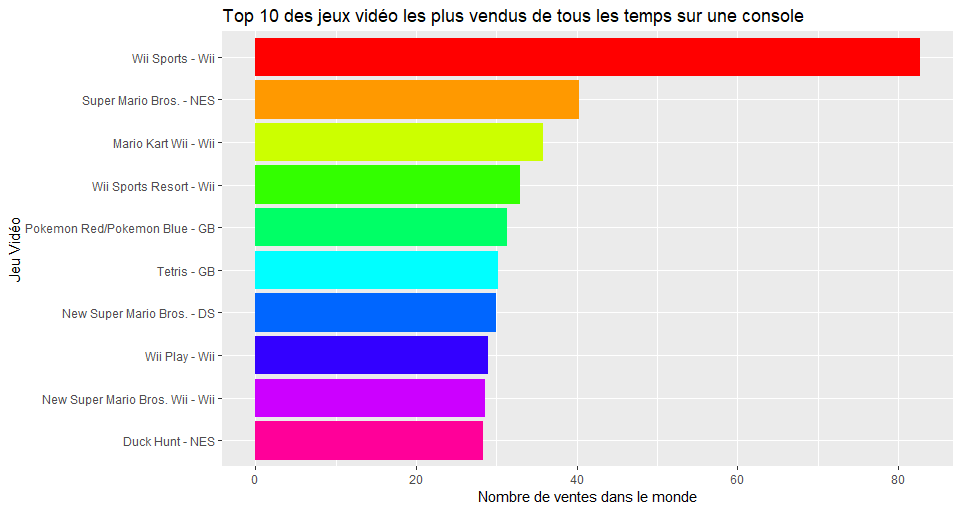 Top 10 des jeux vidéo les plus vendus de tous les temps sur une console
Jeu Vidéo
Wii Sports - Wii
Super Mario Bros. - NES
Mario Kart Wii - Wii
Wii Sports Resort - Wii
Pokemon Red/Pokemon Blue - GB
Tetris - GB
New Super Mario Bros. - DS
Wii Play - Wii
New Super Mario Bros. Wii - Wii
Duck Hunt - NES
0 20 40 60 80
Nombre de ventes dans le monde